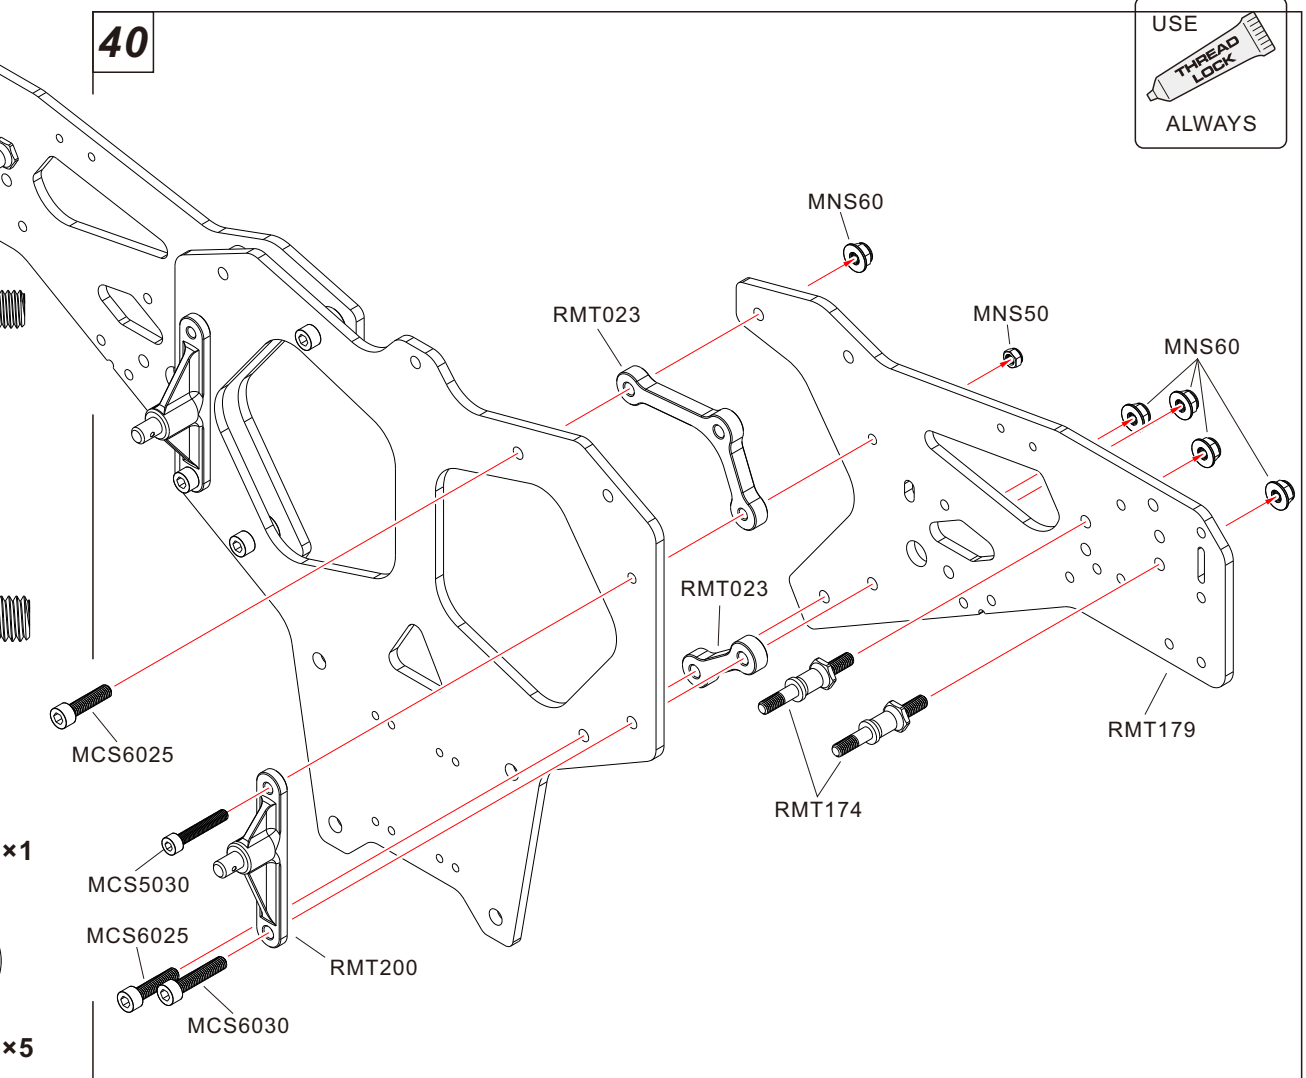 40
USE
THREAD
LOCK
ALWAYS
MNS60
RMT023
MNS50
MNS60
RMT023
MCS6025
RMT179
RMT174
×1
MCS5030
MCS6025
RMT200
MCS6030
×5